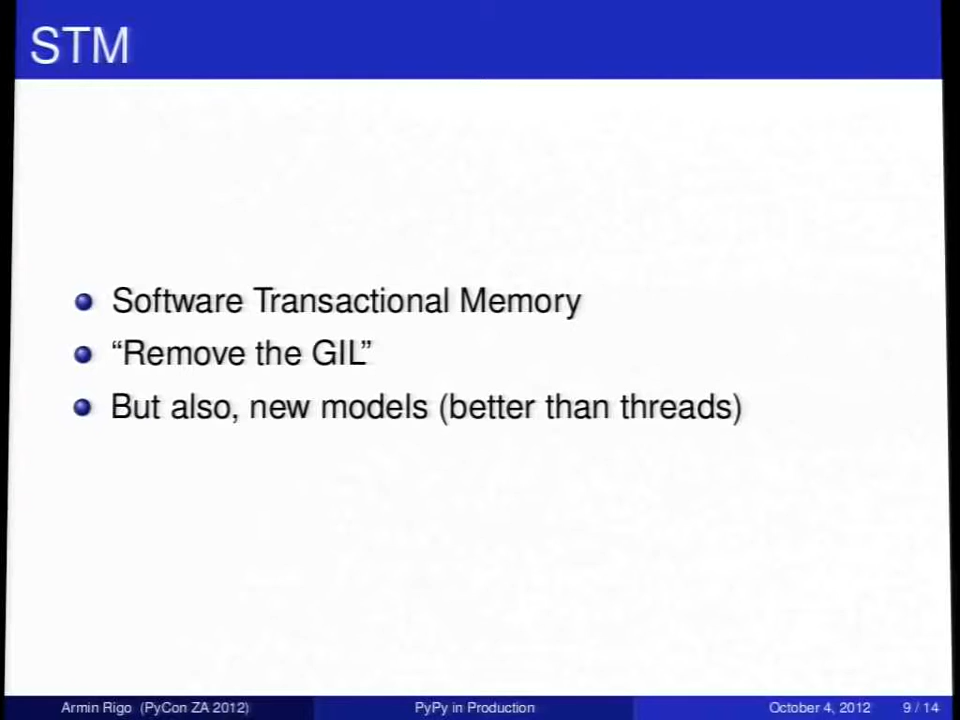 STM
Software Transactional Memory
“Remove the GIL”
But also, new models (better than threads)
Armin Rigo (PyCon ZA 2012) PyPy in Production October 4, 2012 9 / 14